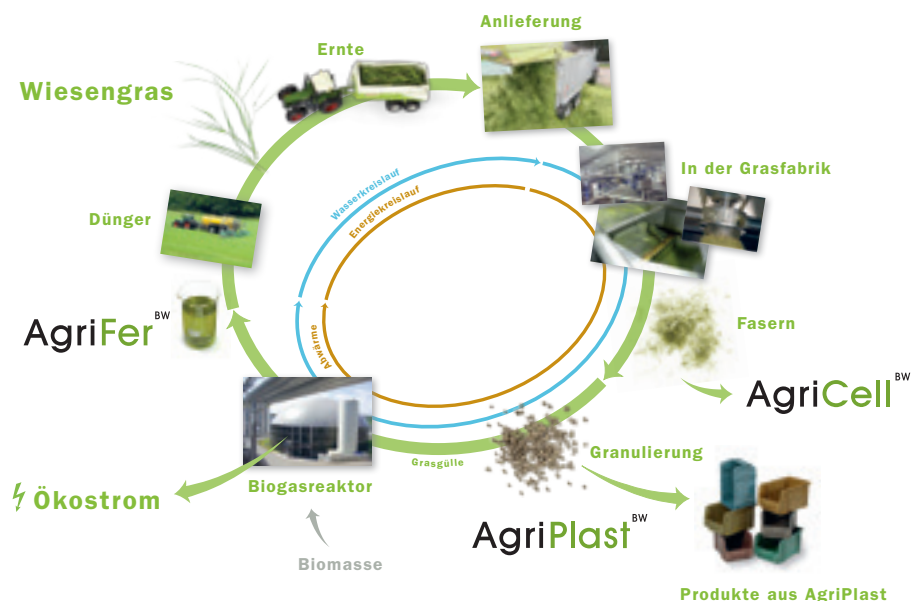 Anlieferung
Ernte
Wiesengras
In der Grasfabrik
Wasserkreislauf
Energiekreislauf
Dünger
Fasern
AgriFer BW
Abwärme
AgriCell BW
Grasgülle
Granulierung
Biogasreaktor
Ökostrom
AgriPlast BW
Biomasse
Produkte aus AgriPlast